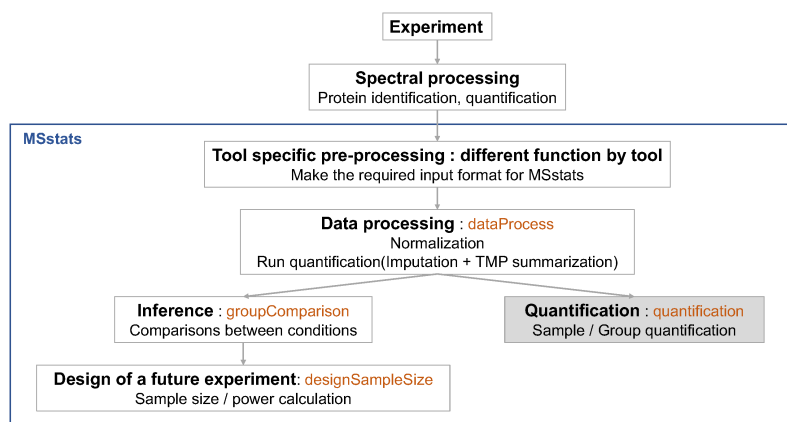 Experiment
Spectral processing
Protein identification, quantification
MSstats
Tool specific pre-processing : different function by tool
Make the required input format for MSstats
Data processing : dataProcess
Normalization
Run quantification(Imputation + TMP summarization)
Inference : groupComparison
Comparisons between conditions
Quantification : quantification
Sample / Group quantification
Design of a future experiment: designSampleSize
Sample size / power calculation